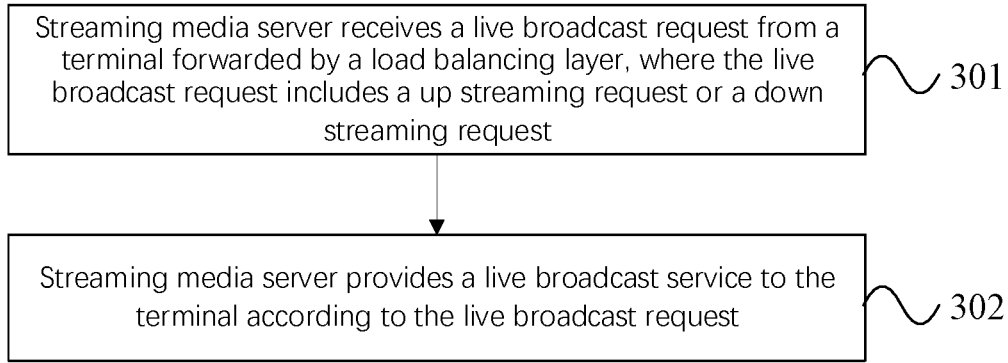 Streaming media server receives a live broadcast request from a
terminal forwarded by a load balancing layer, where the live
broadcast request includes a up streaming request or a down
streaming request
301
Streaming media server provides a live broadcast service to the
terminal according to the live broadcast request
302